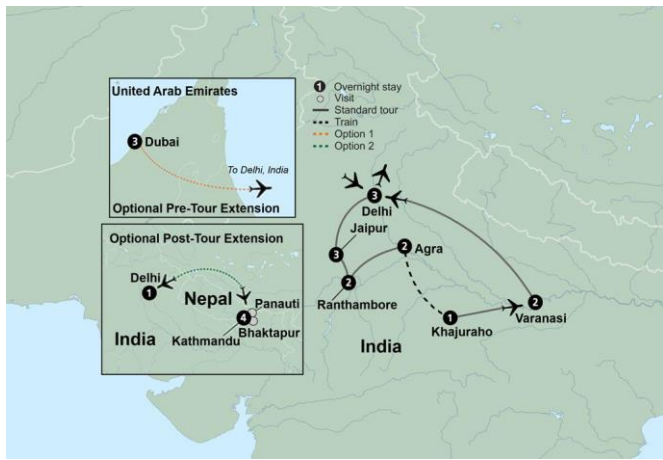 United Arab Emirates
3 Dubai
To Delhi, India
Optional Pre-Tour Extension
1 Overnight stay
Visit
Standard tour
Train
Option 1
Option 2
Optional Post-Tour Extension
Delhi
1
Nepal
Panauti
4
Bhaktapur
Kathmandu
India
3
Delhi
Jaipur
3
2 Agra
2
Ranthambore
1
Khajuraho
2
Varanasi
India